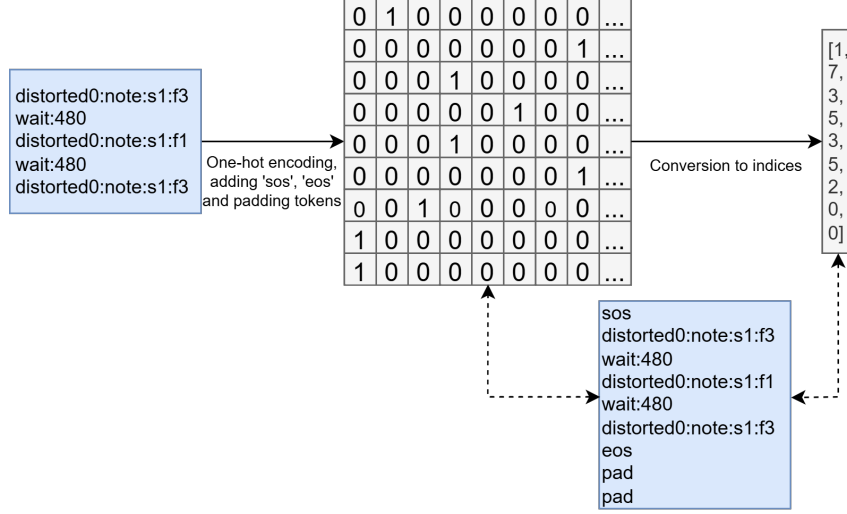 distorted0:note:s1:f3
wait:480
distorted0:note:s1:f1
wait:480
distorted0:note:s1:f3
One-hot encoding,
adding 'sos', 'eos'
and padding tokens
0 1 0 0 0 0 0 0 ...
0 0 0 0 0 0 0 1 ...
0 0 0 1 0 0 0 0 ...
0 0 0 0 0 1 0 0 ...
0 0 0 1 0 0 0 0 ...
0 0 0 0 0 0 0 1 ...
0 0 1 0 0 0 0 0 ...
1 0 0 0 0 0 0 0 ...
1 0 0 0 0 0 0 0 ...
Conversion to indices
[1,
7,
3,
5,
3,
5,
2,
0,
0]
sos
distorted0:note:s1:f3
wait:480
distorted0:note:s1:f1
wait:480
distorted0:note:s1:f3
eos
pad
pad